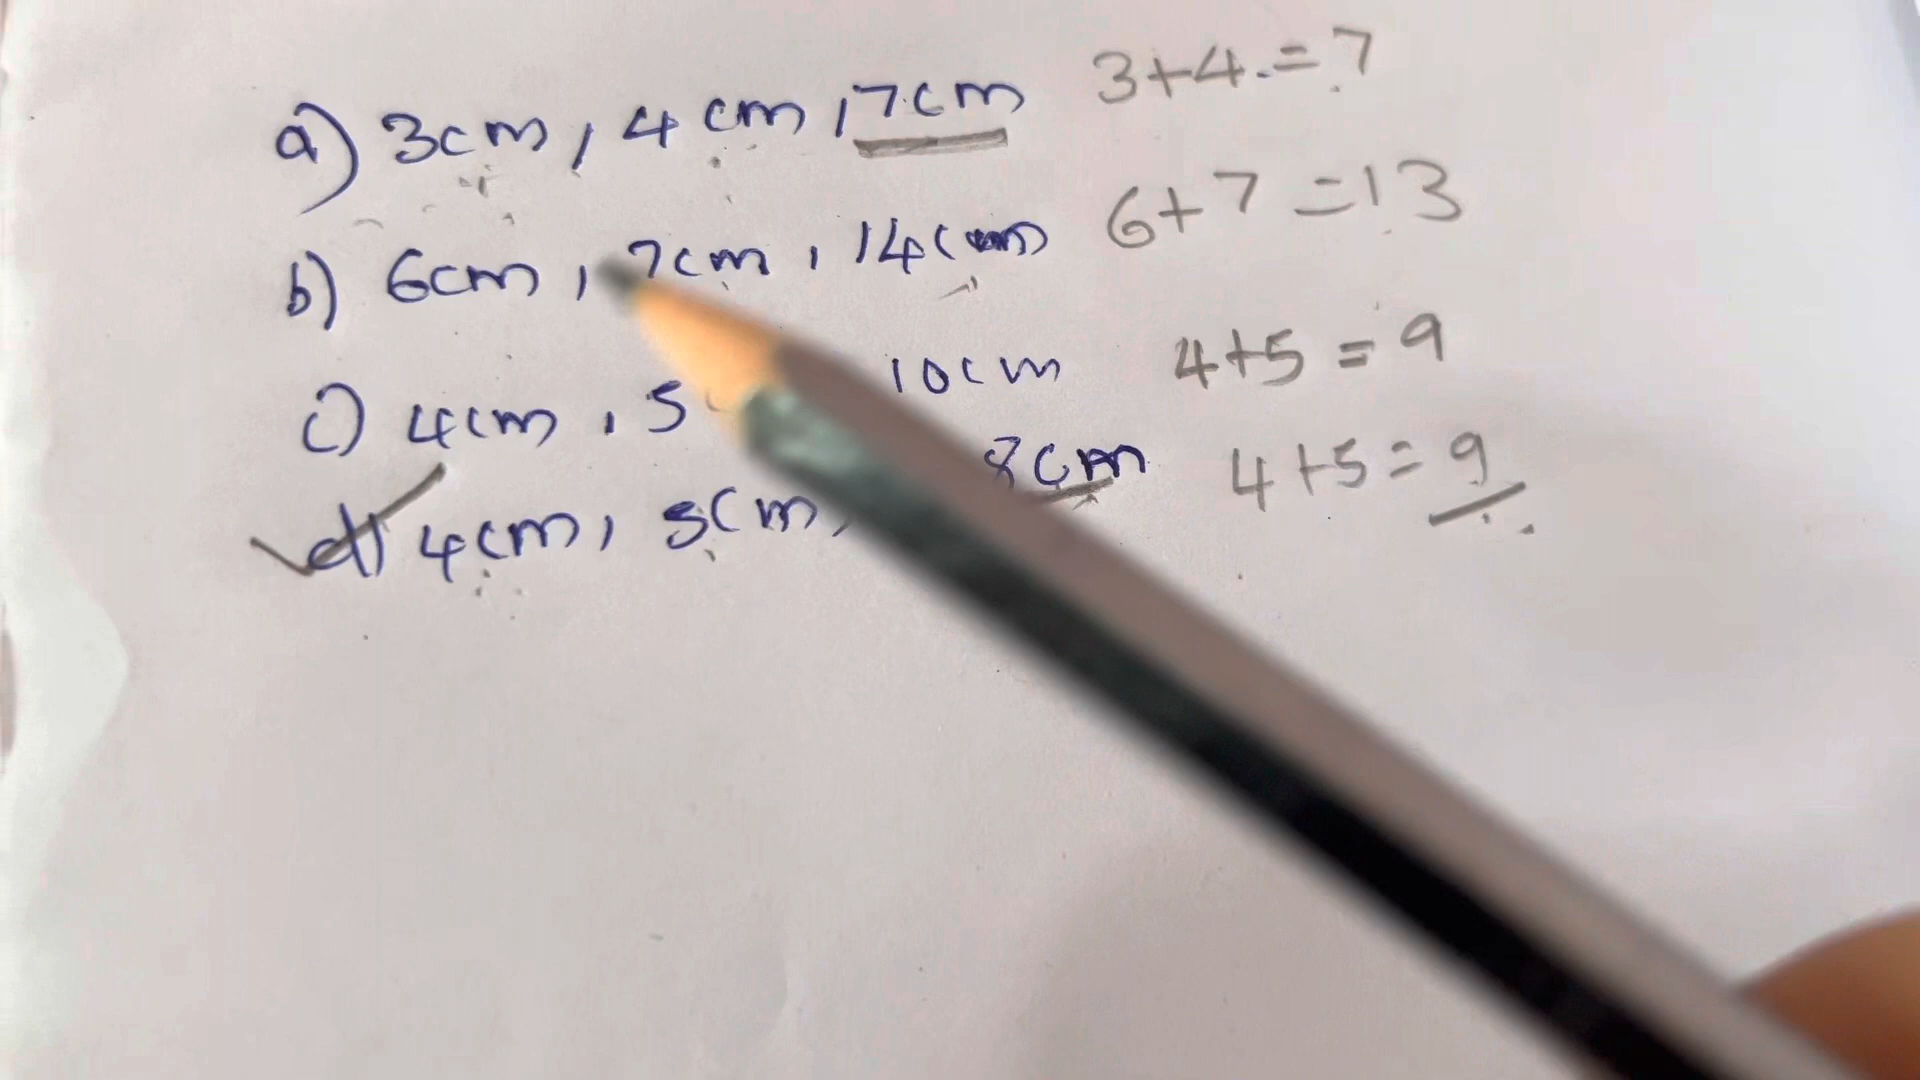 a) 3cm, 4cm, 7cm 3+4.=7
b) 6cm, 7cm, 14cm 6+7=13
c) 4cm, 5 10cm 4+5=9
d) 4cm, 5cm, 8cm 4+5=9